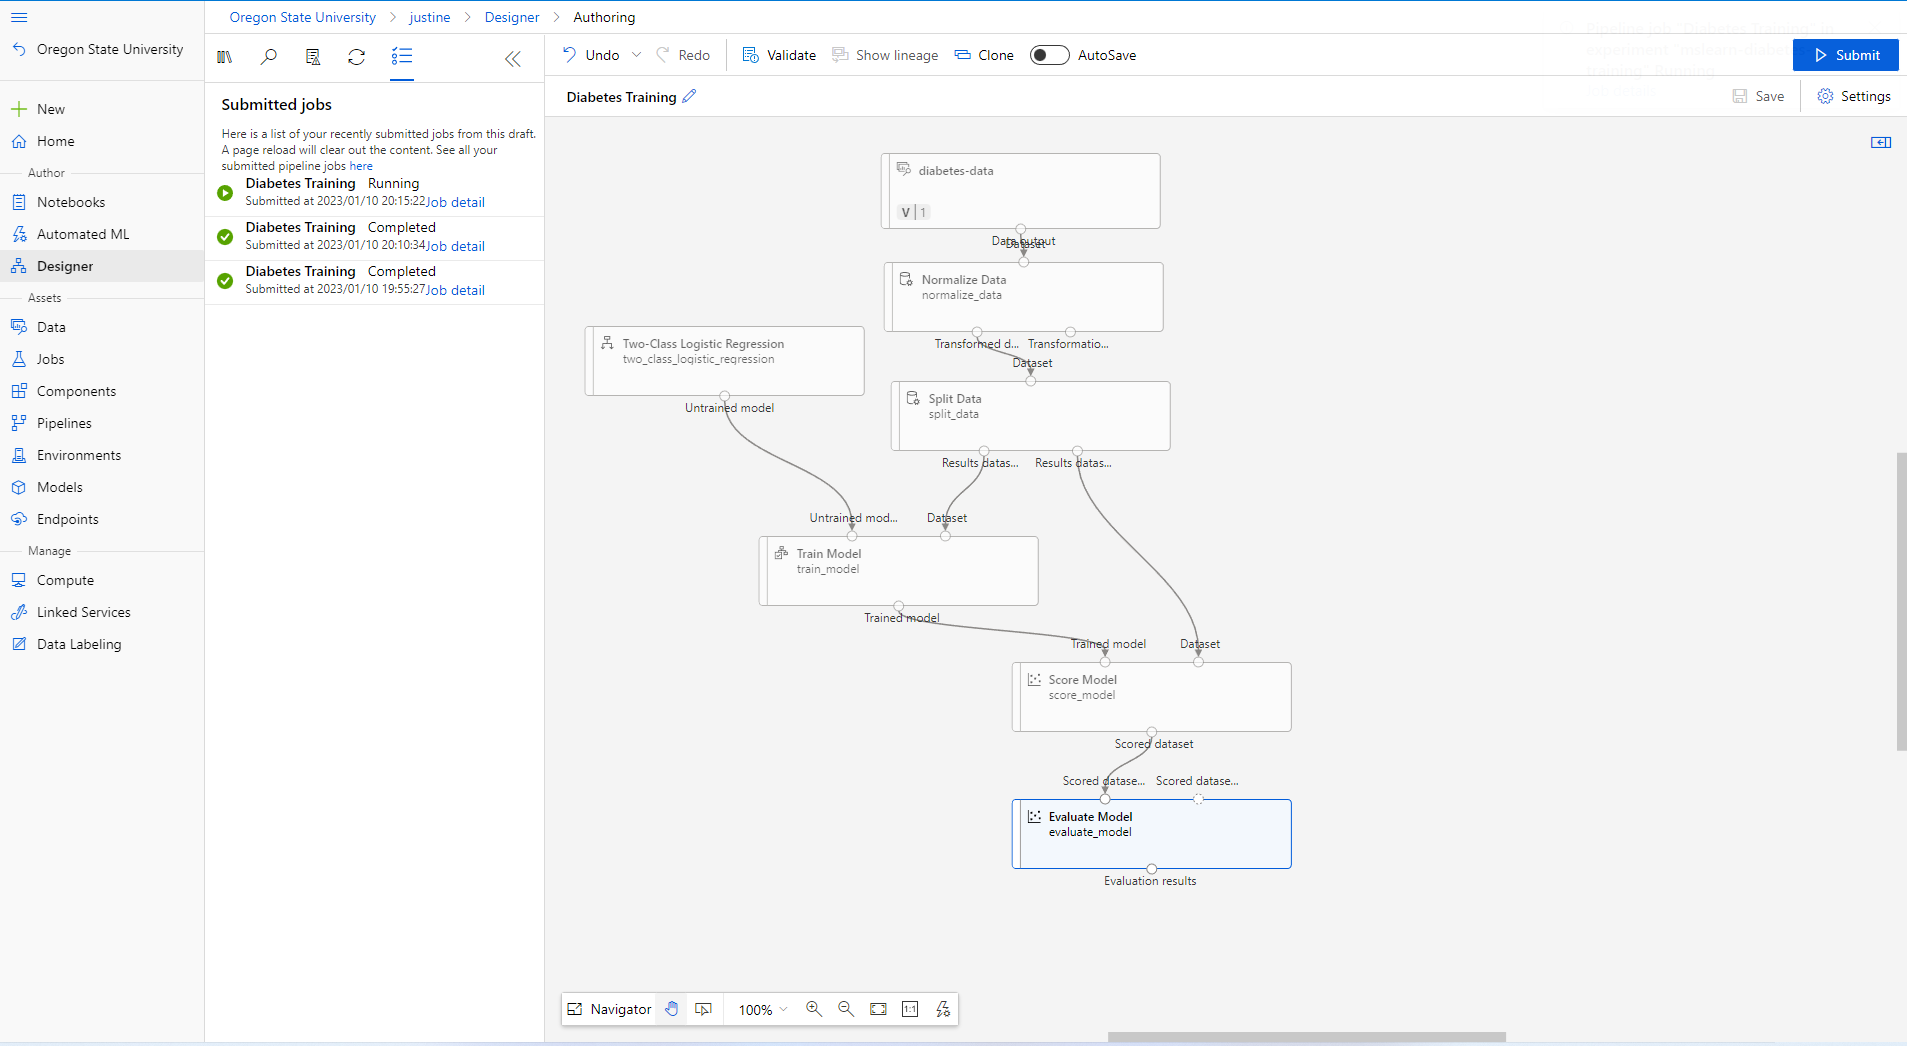 Oregon State University > justine > Designer > Authoring
Oregon State University
New
Home
Author
Notebooks
Automated ML
Designer
Assets
Data
Jobs
Components
Pipelines
Environments
Models
Endpoints
Manage
Compute
Linked Services
Data Labeling
Submitted jobs
Here is a list of your recently submitted jobs from this draft.
A page reload will clear out the content. See all your
submitted pipeline jobs here
Diabetes Training Running
Submitted at 2023/01/10 20:15:22 Job detail
Diabetes Training Completed
Submitted at 2023/01/10 20:10:34 Job detail
Diabetes Training Completed
Submitted at 2023/01/10 19:55:27 Job detail
Undo Redo Validate Show lineage Clone AutoSave
Submit
Diabetes Training
Save Settings
diabetes-data
V 1
Data output
Dataset
Normalize Data
normalize_data
Transformed d... Transformatio...
Dataset
Two-Class Logistic Regression
two_class_logistic_regression
Untrained model
Split Data
split_data
Results datas... Results datas...
Untrained mod... Dataset
Train Model
train_model
Trained model
Trained model Dataset
Score Model
score_model
Scored dataset
Scored datase... Scored datase...
Evaluate Model
evaluate_model
Evaluation results
Navigator 100% 1:1